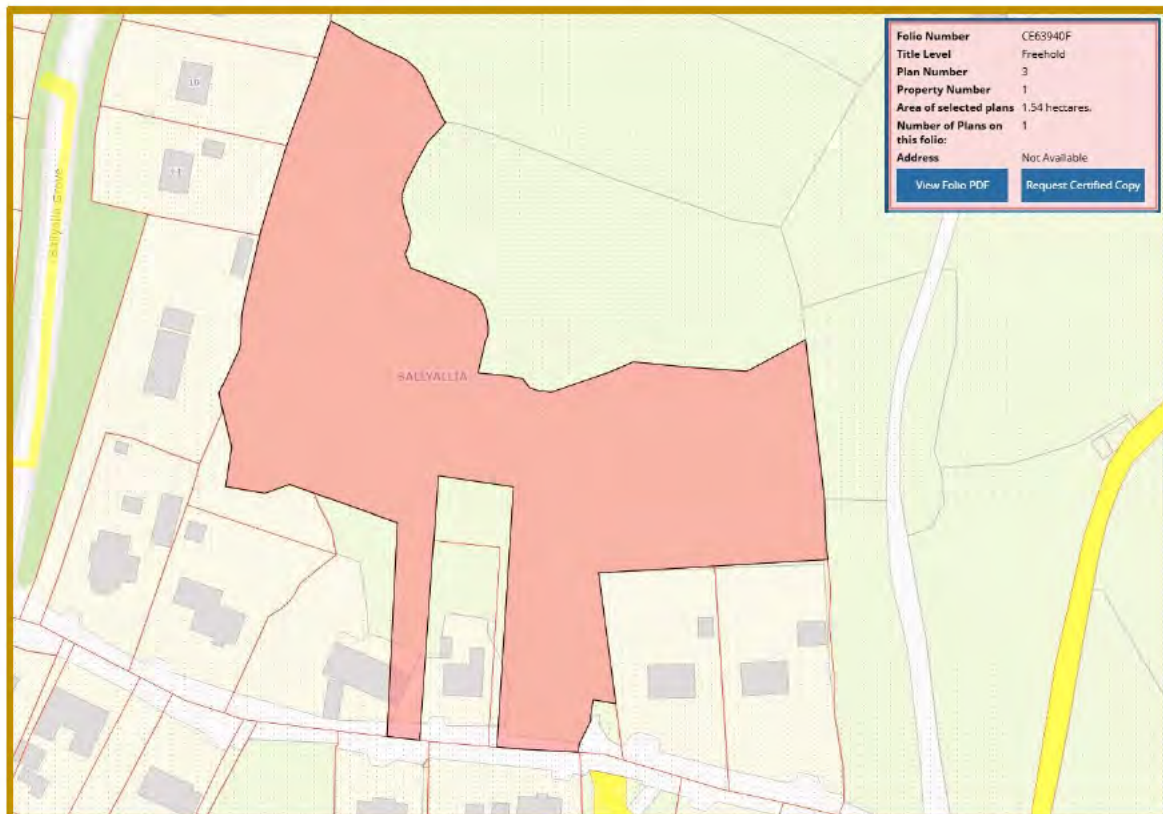 Folio Number CE63940F
Title Level Freehold
Plan Number 3
Property Number 1
Area of selected plans 1.54 hectares.
Number of Plans on 1
this folio:
Address Not Available
View Folio PDF Request Certified Copy
10
11
Ballyallia Grove
BALLYALLIA